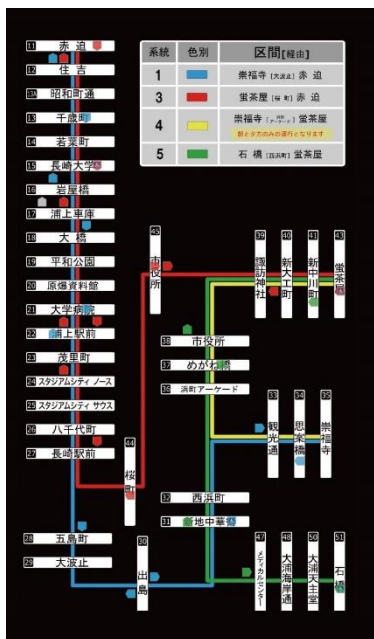 系統 色別 区間[経由]
1 崇福寺 [大波止] 赤 迫
3 蛍茶屋 [桜 町] 赤 迫
4 崇福寺 [浜町アーケード] 蛍茶屋
朝と夕方のみの運行となります
5 石 橋 [西浜町] 蛍茶屋
11 赤 迫
12 住 吉
13A 昭和町通
13 千歳町
14 若葉町
15 長崎大学
16 岩屋橋
17 浦上車庫
18 大 橋
19 平和公園
20 原爆資料館
21 大学病院
22 浦上駅前
23 茂里町
24 スタジアムシティ ノース
25 スタジアムシティ サウス
26 八千代町
27 長崎駅前
44 桜町
28 五島町
29 大波止
30 出島
45 市役所
39 諏訪神社
40 新大工町
41 新中川町
43 蛍茶屋
38 市役所
37 めがね橋
36 浜町アーケード
33 観光通
34 思案橋
35 崇福寺
32 西浜町
31 新地中華街
47 メディカルセンター
48 大浦海岸通
50 大浦天主堂
51 石橋